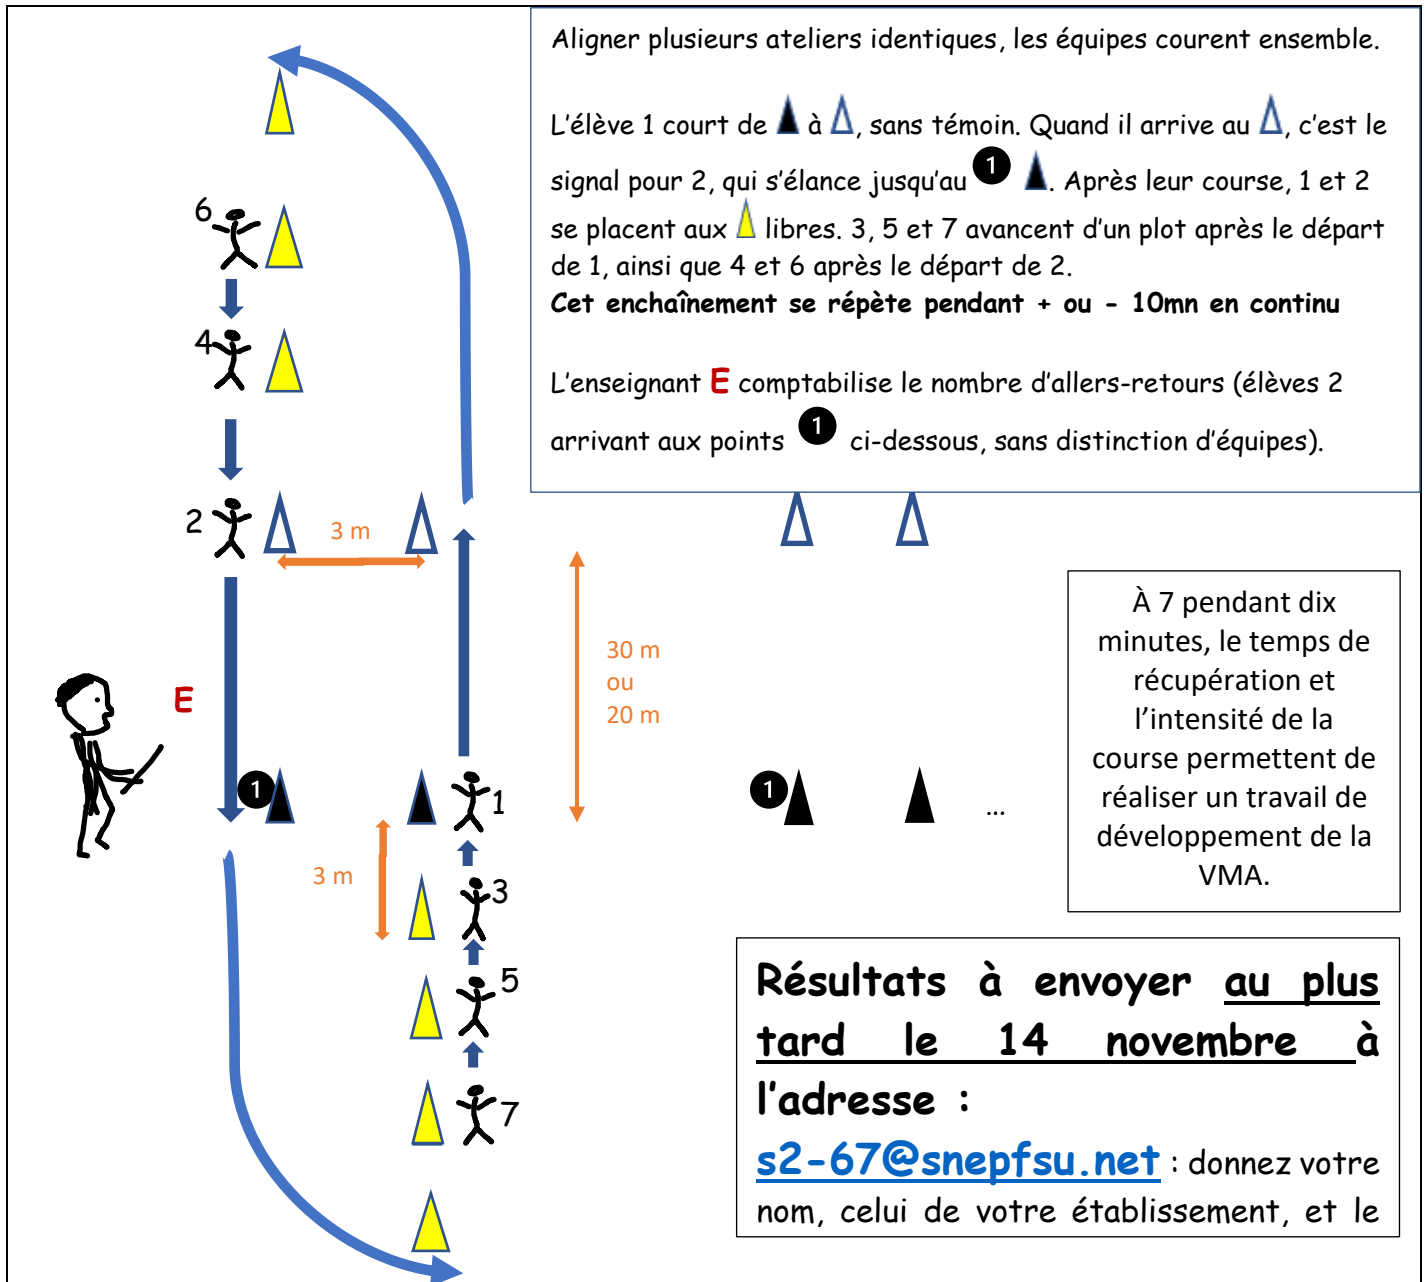 Aligner plusieurs ateliers identiques, les équipes courent ensemble.
L'élève 1 court de à , sans témoin. Quand il arrive au , c'est le
signal pour 2, qui s'élance jusqu'au 1 . Après leur course, 1 et 2
se placent aux libres. 3, 5 et 7 avancent d'un plot après le départ
de 1, ainsi que 4 et 6 après le départ de 2.
Cet enchaînement se répète pendant + ou - 10mn en continu
L'enseignant E comptabilise le nombre d'allers-retours (élèves 2
arrivant aux points 1 ci-dessous, sans distinction d'équipes).
6
4
2
3 m
30 m
ou
20 m
E
1
1
1
...
3 m
3
5
7
À 7 pendant dix
minutes, le temps de
récupération et
l'intensité de la
course permettent de
réaliser un travail de
développement de la
VMA.
Résultats à envoyer au plus
tard le 14 novembre à
l'adresse :
s2-67@snepfsu.net : donnez votre
nom, celui de votre établissement, et le